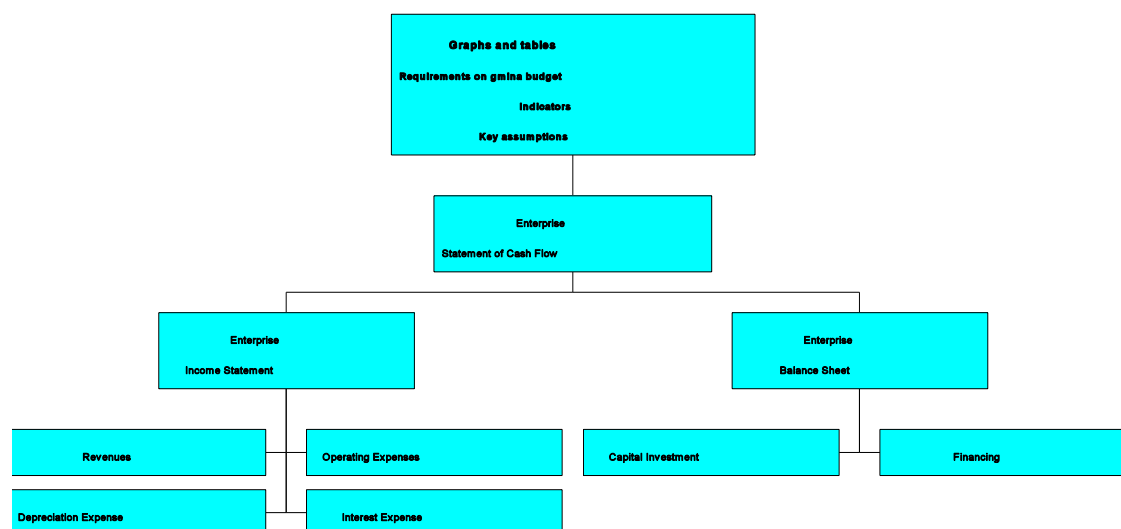 Graphs and tables
Requirements on gmina budget
Indicators
Key assumptions
Enterprise
Statement of Cash Flow
Enterprise
Income Statement
Enterprise
Balance Sheet
Revenues
Operating Expenses
Capital Investment
Financing
Depreciation Expense
Interest Expense